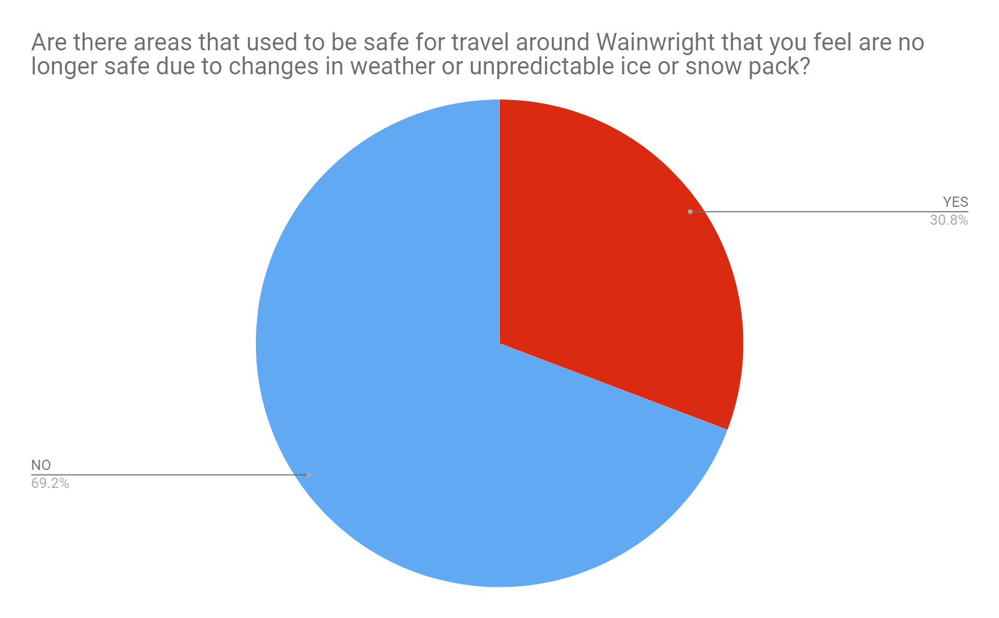 Are there areas that used to be safe for travel around Wainwright that you feel are no
longer safe due to changes in weather or unpredictable ice or snow pack?
YES
30.8%
NO
69.2%